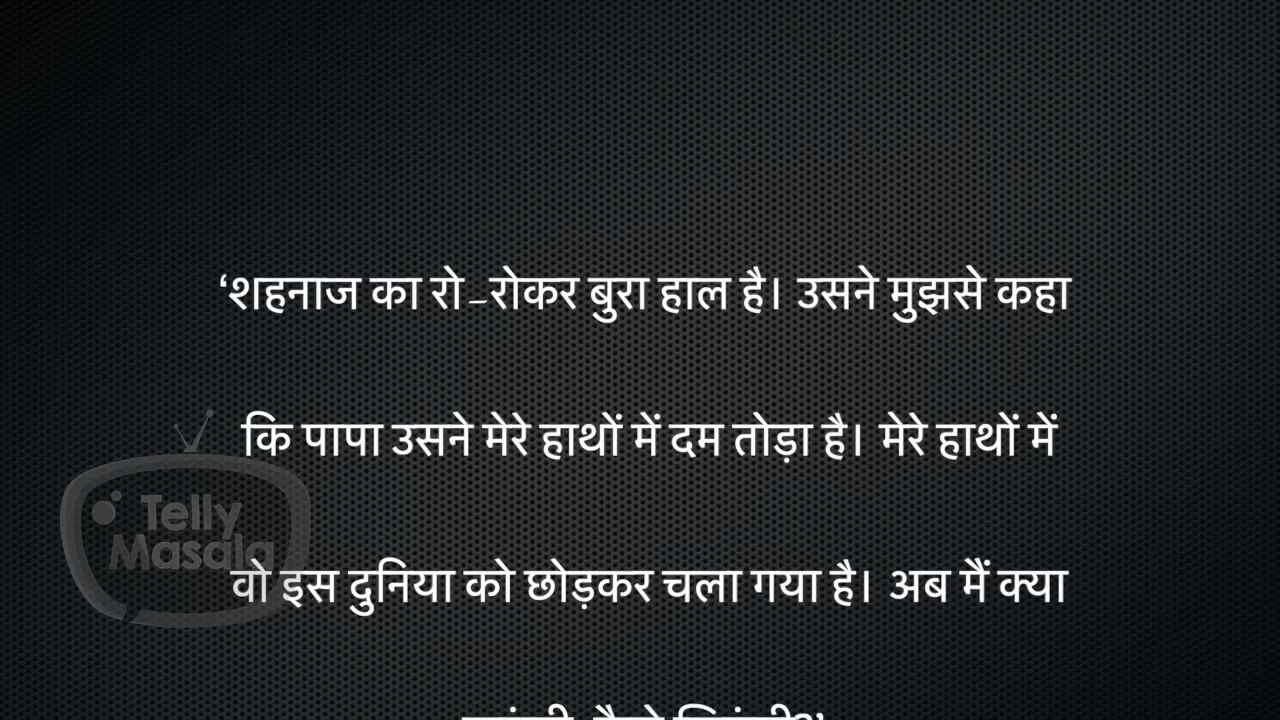 ‘शहनाज का रो-रोकर बुरा हाल है। उसने मुझसे कहा
कि पापा उसने मेरे हाथों में दम तोड़ा है। मेरे हाथों में
Telly
Masala
वो इस दुनिया को छोड़कर चला गया है। अब मैं क्या